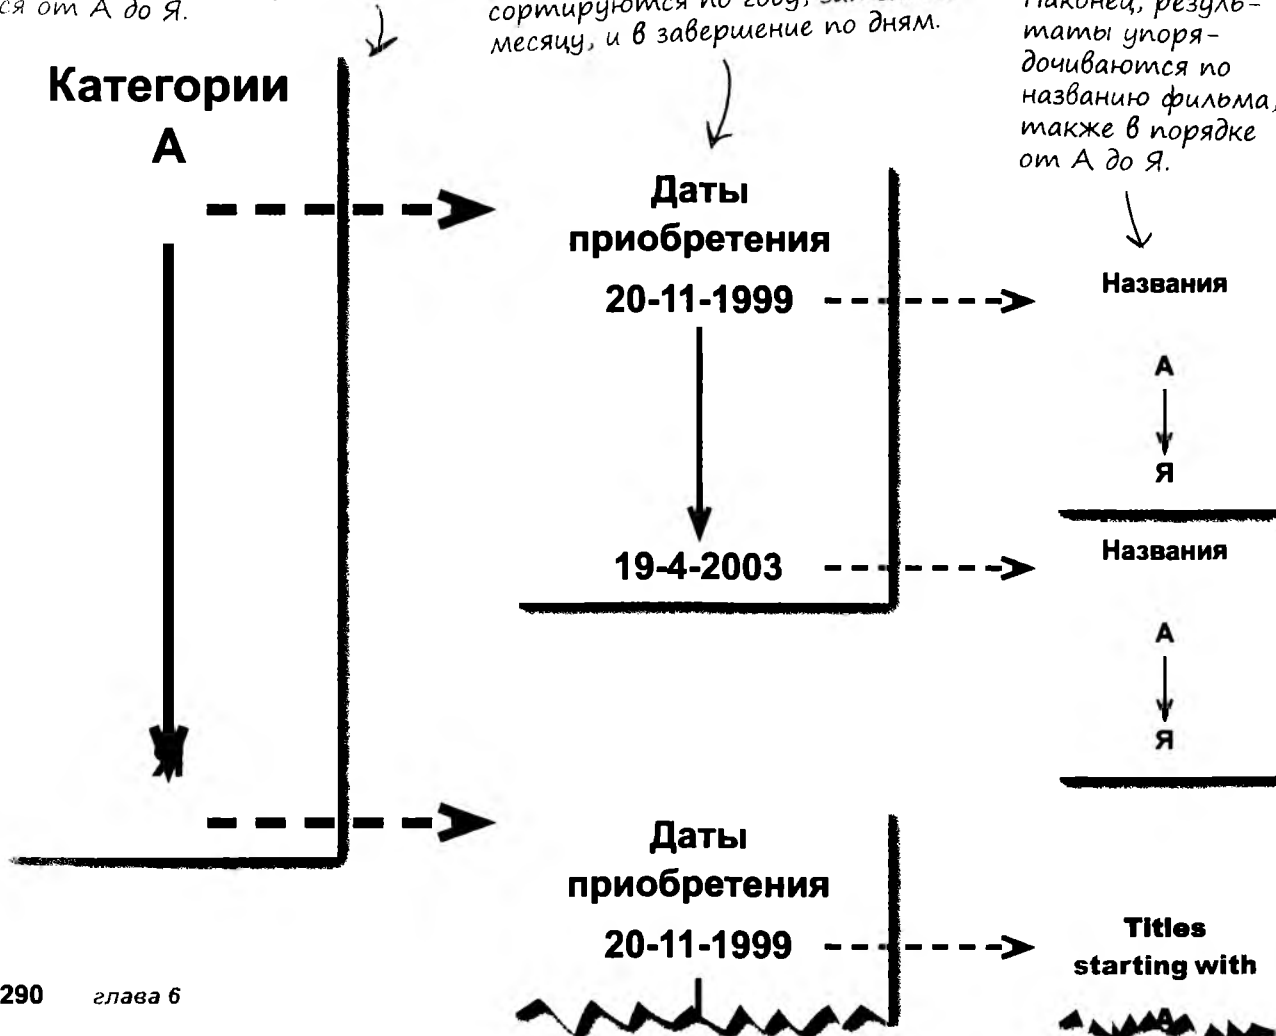 ся от А до Я.
сортируются по году,
месяцу, и в завершение по дням.
Наконец, резуль-
таты упоря-
дочиваются по
названию фильма,
также в порядке
от А до Я.
Категории
А
Я
Даты
приобретения
20-11-1999
19-4-2003
Названия
А
Я
Названия
А
Я
Даты
приобретения
20-11-1999
Titles
starting with
A
290 глава 6